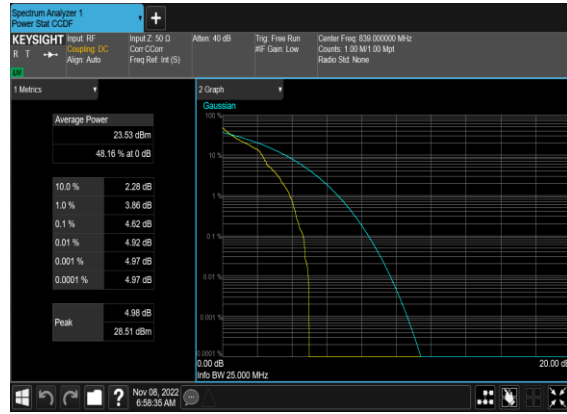 Spectrum Analyzer 1
Power Stat CCDF
+
KEYSIGHT
R T
Input: RF
Coupling: DC
Align: Auto
Input Z: 50 Ω
Corr CCorr
Freq Ref: Int (S)
Atten: 40 dB
Trig: Free Run
#IF Gain: Low
Center Freq: 839.000000 MHz
Counts: 1.00 M/1.00 Mpt
Radio Std: None
1 Metrics
Average Power
23.53 dBm
48.16 % at 0 dB
10.0 % 2.28 dB
1.0 % 3.86 dB
0.1 % 4.62 dB
0.01 % 4.92 dB
0.001 % 4.97 dB
0.0001 % 4.97 dB
Peak
4.98 dB
28.51 dBm
2 Graph
Gaussian
100 %
10 %
1 %
0.1 %
0.01 %
0.001 %
0.0001 %
0.00 dB
20.00 dB
Info BW 25.000 MHz
?
Nov 08, 2022
6:58:35 AM